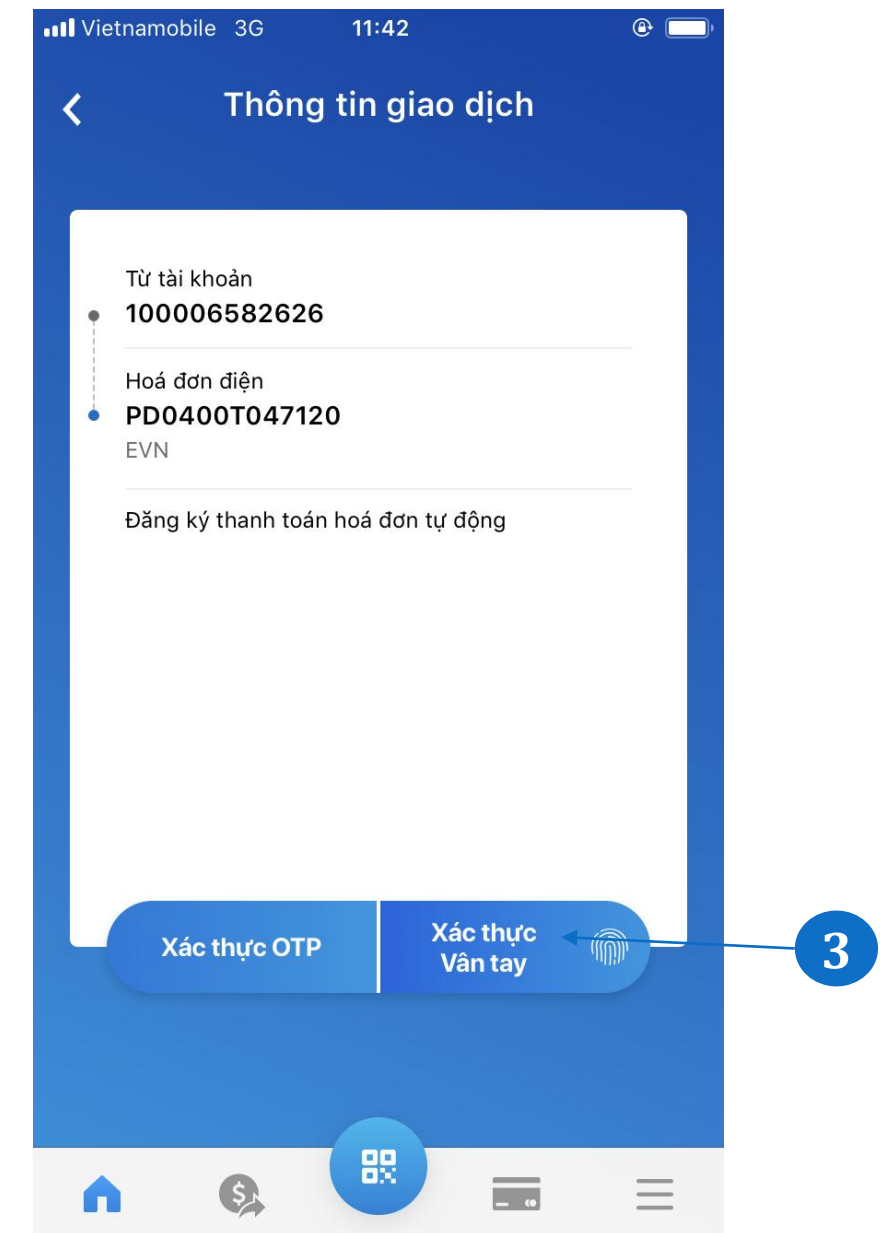 Vietnamobile 3G 11:42
Thông tin giao dịch
Từ tài khoản
100006582626
Hoá đơn điện
PD0400T047120
EVN
Đăng ký thanh toán hoá đơn tự động
Xác thực OTP
Xác thực
Vân tay
3